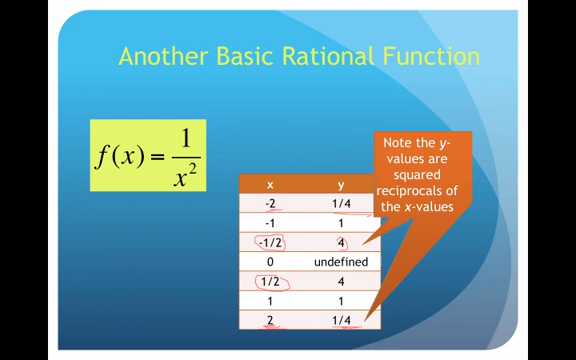 Another Basic Rational Function
f(x) = 1/x²
Note the y-
values are
squared
reciprocals of
the x-values
x y
-2 1/4
-1 1
-1/2 4
0 undefined
1/2 4
1 1
2 1/4